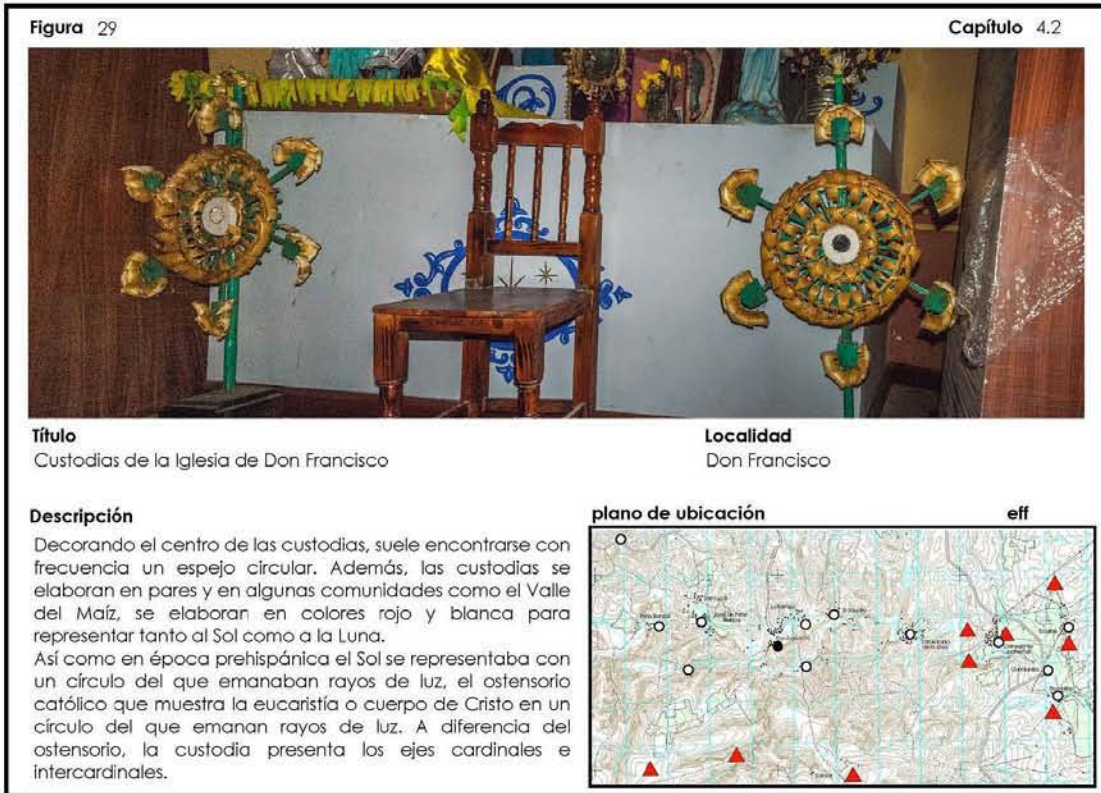 Figura 29
Capítulo 4.2
Título
Custodias de la Iglesia de Don Francisco
Localidad
Don Francisco
Descripción
Decorando el centro de las custodias, suele encontrarse con
frecuencia un espejo circular. Además, las custodias se
elaboran en pares y en algunas comunidades como el Valle
del Maíz, se elaboran en colores rojo y blanca para
representar tanto al Sol como a la Luna.
Así como en época prehispánica el Sol se representaba con
un círculo del que emanaban rayos de luz, el ostensorio
católico que muestra la eucaristía o cuerpo de Cristo en un
círculo del que emanan rayos de luz. A diferencia del
ostensorio, la custodia presenta los ejes cardinales e
intercardinales.
plano de ubicación
eff